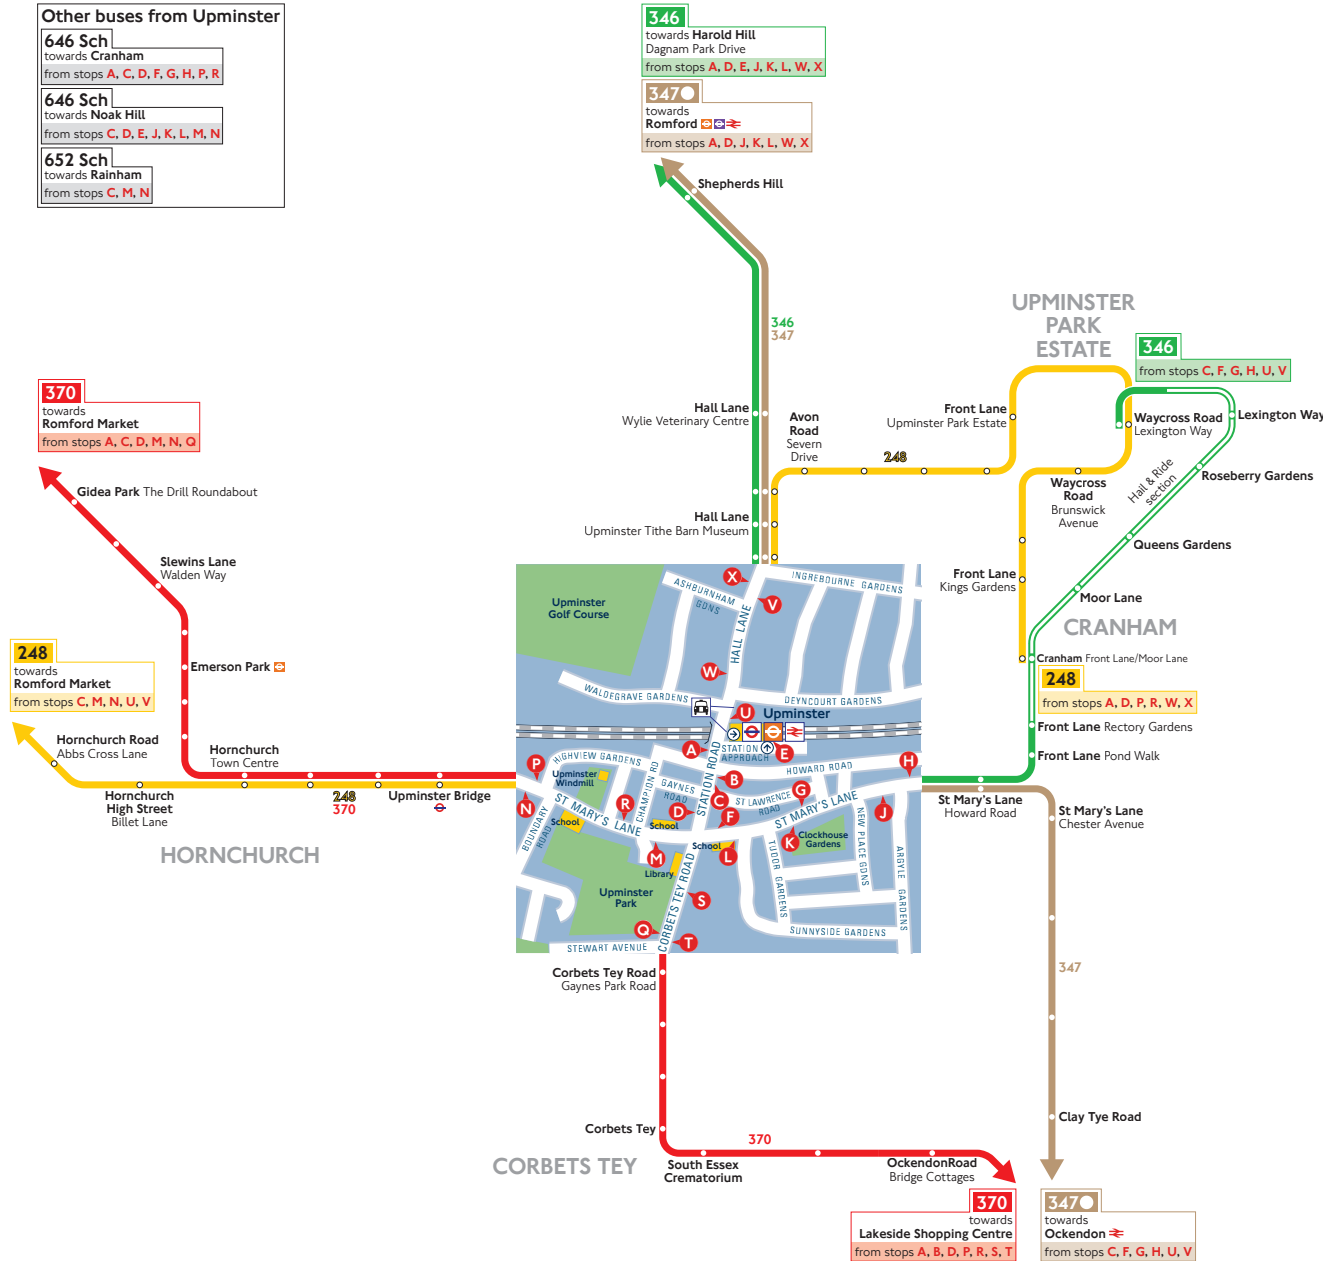 Other buses from Upminster
646 Sch
towards Cranham
from stops A, C, D, F, G, H, P, R
646 Sch
towards Noak Hill
from stops C, D, E, J, K, L, M, N
652 Sch
towards Rainham
from stops C, M, N
346
towards Harold Hill
Dagnam Park Drive
from stops A, D, E, J, K, L, W, X
347
towards
Romford
from stops A, D, J, K, L, W, X
Shepherds Hill
346
347
UPMINSTER
PARK
ESTATE
346
from stops C, F, G, H, U, V
370
towards
Romford Market
from stops A, C, D, M, N, Q
Hall Lane
Wylie Veterinary Centre
Avon
Road
Severn
Drive
Front Lane
Upminster Park Estate
Waycross Road
Lexington Way
Lexington Way
248
Gidea Park The Drill Roundabout
Waycross
Road
Brunswick
Avenue
Hail & Ride
section
Roseberry Gardens
Hall Lane
Upminster Tithe Barn Museum
Queens Gardens
Slewins Lane
Walden Way
Front Lane
Kings Gardens
Moor Lane
CRANHAM
Cranham Front Lane/Moor Lane
248
from stops A, D, P, R, W, X
Front Lane Rectory Gardens
Front Lane Pond Walk
248
towards
Romford Market
from stops C, M, N, U, V
Emerson Park
Hornchurch Road
Abbs Cross Lane
Hornchurch
Town Centre
Hornchurch
High Street
Billet Lane
248
370
Upminster Bridge
HORNCHURCH
X
ASHBURNHAM
GDNS
INGREBOURNE GARDENS
V
Upminster
Golf Course
HALL LANE
W
WALDEGRAVE GARDENS
DEYNCOURT GARDENS
U
Upminster
A
STATION
APPROACH
E
P
HIGHVIEW GARDENS
HOWARD ROAD
H
Upminster
Windmill
CHAMPION RD
GAYNES
ROAD
STATION ROAD
B
C
ST LAWRENCE
ROAD
G
N
ST MARY'S LANE
R
D
F
ST MARY'S LANE
J
BOUNDARY
ROAD
School
School
School
K
Clockhouse
Gardens
NEW PLACE GDNS
M
L
Library
TUDOR GARDENS
ARGYLE GARDENS
Upminster
Park
CORBETS TEY ROAD
S
Q
T
SUNNYSIDE GARDENS
STEWART AVENUE
St Mary's Lane
Howard Road
St Mary's Lane
Chester Avenue
347
Corbets Tey Road
Gaynes Park Road
Corbets Tey
Clay Tye Road
CORBETS TEY
370
South Essex
Crematorium
OckendonRoad
Bridge Cottages
370
towards
Lakeside Shopping Centre
from stops A, B, D, P, R, S, T
347
towards
Ockendon
from stops C, F, G, H, U, V